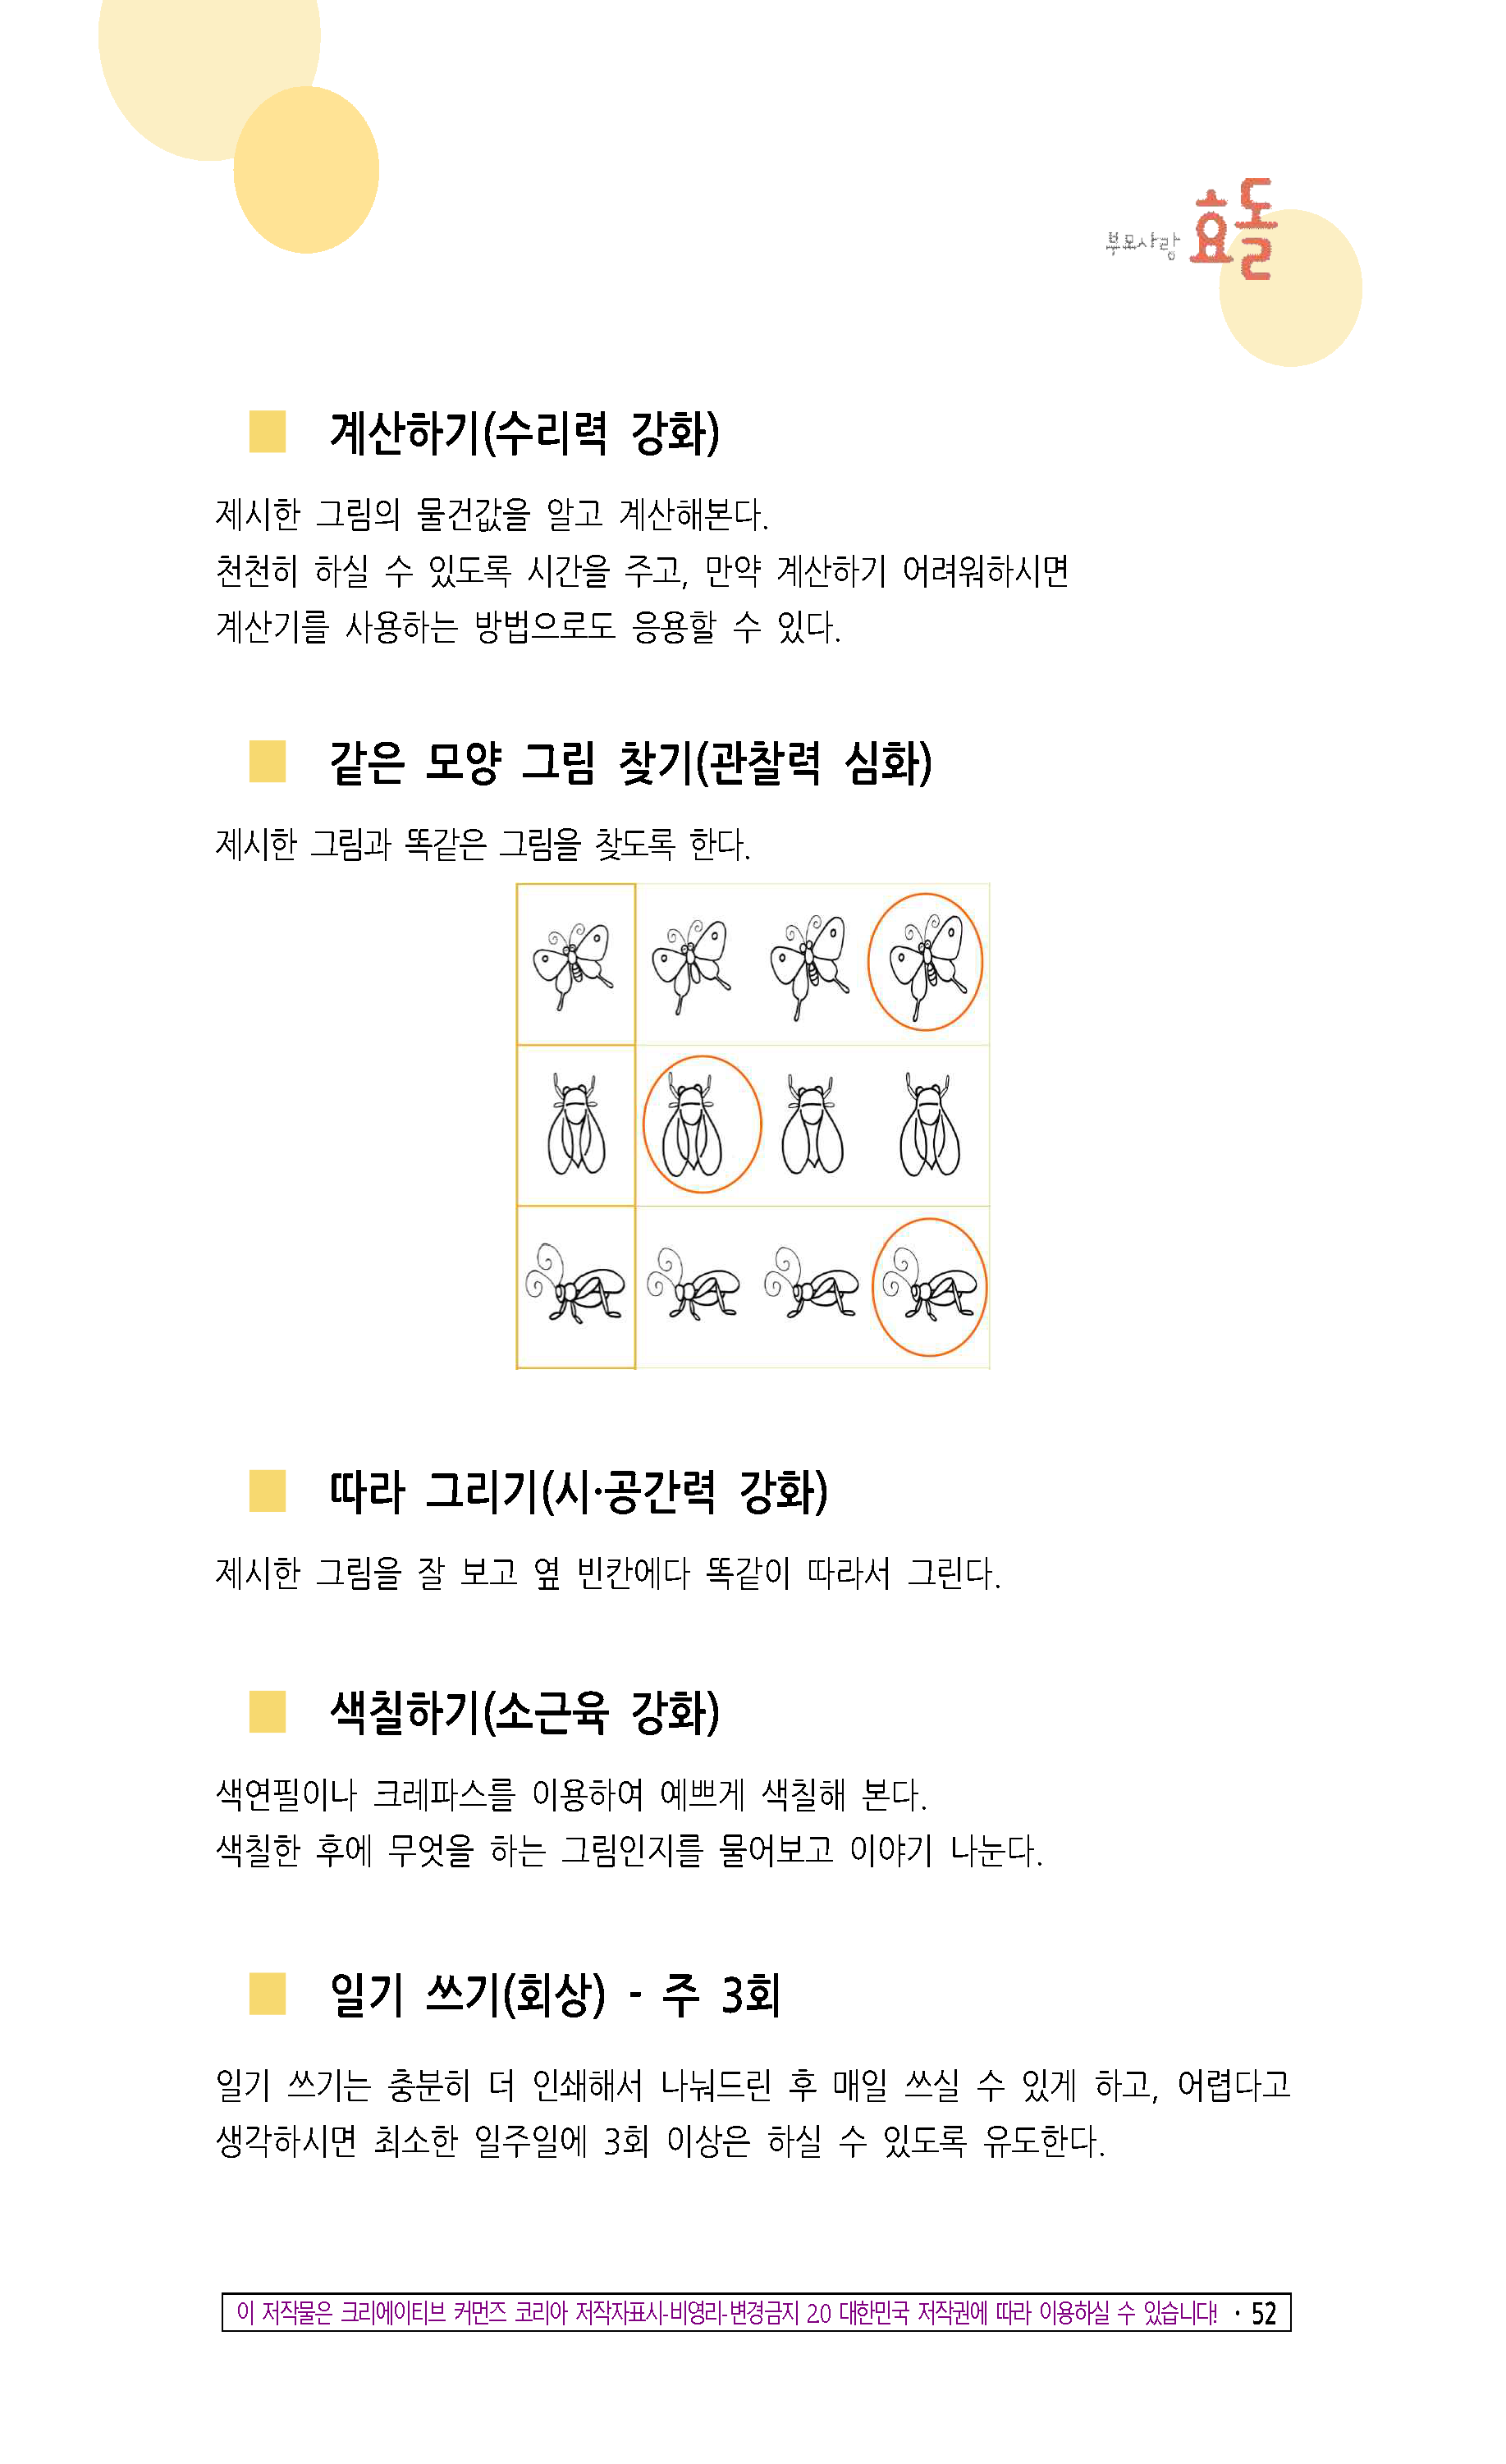 부모사랑 효돌
계산하기(수리력 강화)
제시한 그림의 물건값을 알고 계산해본다.
천천히 하실 수 있도록 시간을 주고, 만약 계산하기 어려워하시면
계산기를 사용하는 방법으로도 응용할 수 있다.
같은 모양 그림 찾기(관찰력 심화)
제시한 그림과 똑같은 그림을 찾도록 한다.
따라 그리기(시·공간력 강화)
제시한 그림을 잘 보고 옆 빈칸에다 똑같이 따라서 그린다.
색칠하기(소근육 강화)
색연필이나 크레파스를 이용하여 예쁘게 색칠해 본다.
색칠한 후에 무엇을 하는 그림인지를 물어보고 이야기 나눈다.
일기 쓰기(회상) - 주 3회
일기 쓰기는 충분히 더 인쇄해서 나눠드린 후 매일 쓰실 수 있게 하고, 어렵다고
생각하시면 최소한 일주일에 3회 이상은 하실 수 있도록 유도한다.
이 저작물은 크리에이티브 커먼즈 코리아 저작자표시-비영리-변경금지 2.0 대한민국 저작권에 따라 이용하실 수 있습니다! · 52